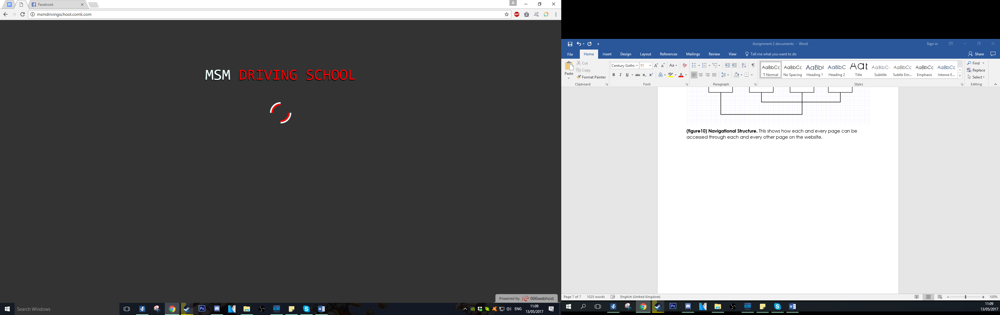 Facebook
msmdrivingschool.comli.com
ABP
MSM DRIVING SCHOOL
Powered by 000webhost
Search Windows
ENG
11:09
13/05/2017
Assignment 2 documents - Word
Sign in
File Home Insert Design Layout References Mailings Review View Tell me what you want to do
Share
Paste
Cut
Copy
Format Painter
Clipboard
Century Gothi 11
Font
Paragraph
AaBbCc AaBbCc AaBb( AaBbC AaB AaBbC AaBbCc AaBbCc AaBbCc
¶ Normal No Spacing Heading 1 Heading 2 Title Subtitle Subtle Em... Emphasis Intense E...
Styles
Find
Replace
Select
Editing
(figure10) Navigational Structure. This shows how each and every page can be
accessed through each and every other page on the website.
Page 7 of 7 1025 words English (United Kingdom)
100%
11:09
13/05/2017